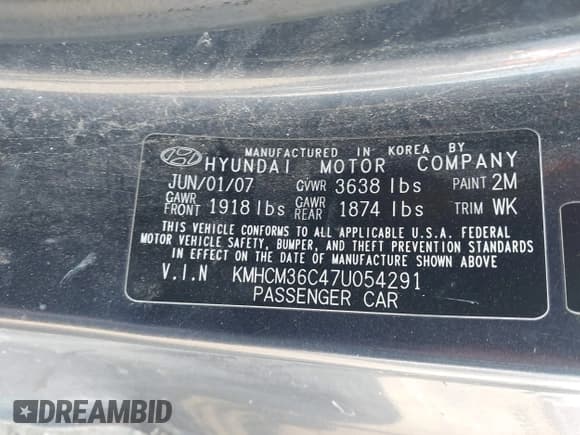 MANUFACTURED IN KOREA BY
HYUNDAI MOTOR COMPANY
JUN/01/07 GVWR 3638 lbs PAINT 2M
GAWR FRONT 1918 lbs GAWR REAR 1874 lbs TRIM WK
THIS VEHICLE CONFORMS TO ALL APPLICABLE U.S.A. FEDERAL
MOTOR VEHICLE SAFETY, BUMPER, AND THEFT PREVENTION STANDARDS
IN EFFECT ON THE DATE OF MANUFACTURE SHOWN ABOVE
V.I.N KMHCM36C47U054291
PASSENGER CAR
DREAMBID